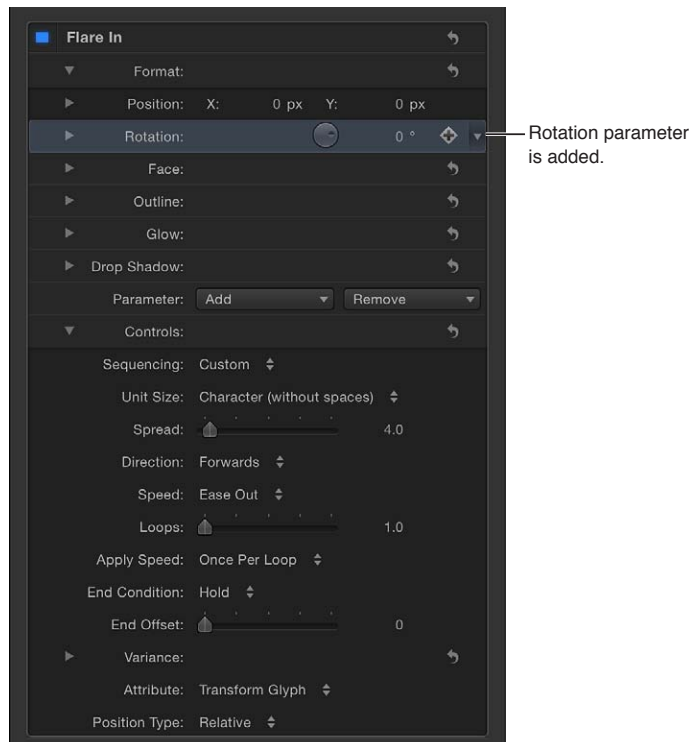 Flare In
Format:
Position: X: 0 px Y: 0 px
Rotation: 0 °
Rotation parameter
is added.
Face:
Outline:
Glow:
Drop Shadow:
Parameter: Add Remove
Controls:
Sequencing: Custom
Unit Size: Character (without spaces)
Spread: 4.0
Direction: Forwards
Speed: Ease Out
Loops: 1.0
Apply Speed: Once Per Loop
End Condition: Hold
End Offset: 0
Variance:
Attribute: Transform Glyph
Position Type: Relative